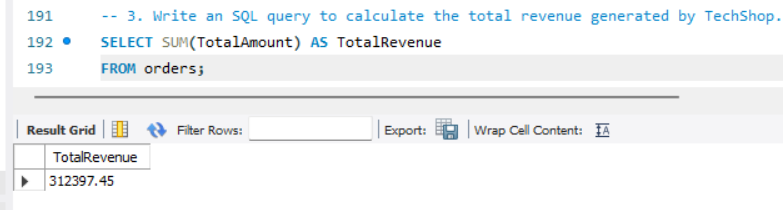 191 -- 3. Write an SQL query to calculate the total revenue generated by TechShop.
192 SELECT SUM(TotalAmount) AS TotalRevenue
193 FROM orders;
Result Grid Filter Rows: Export: Wrap Cell Content: IA
TotalRevenue
312397.45